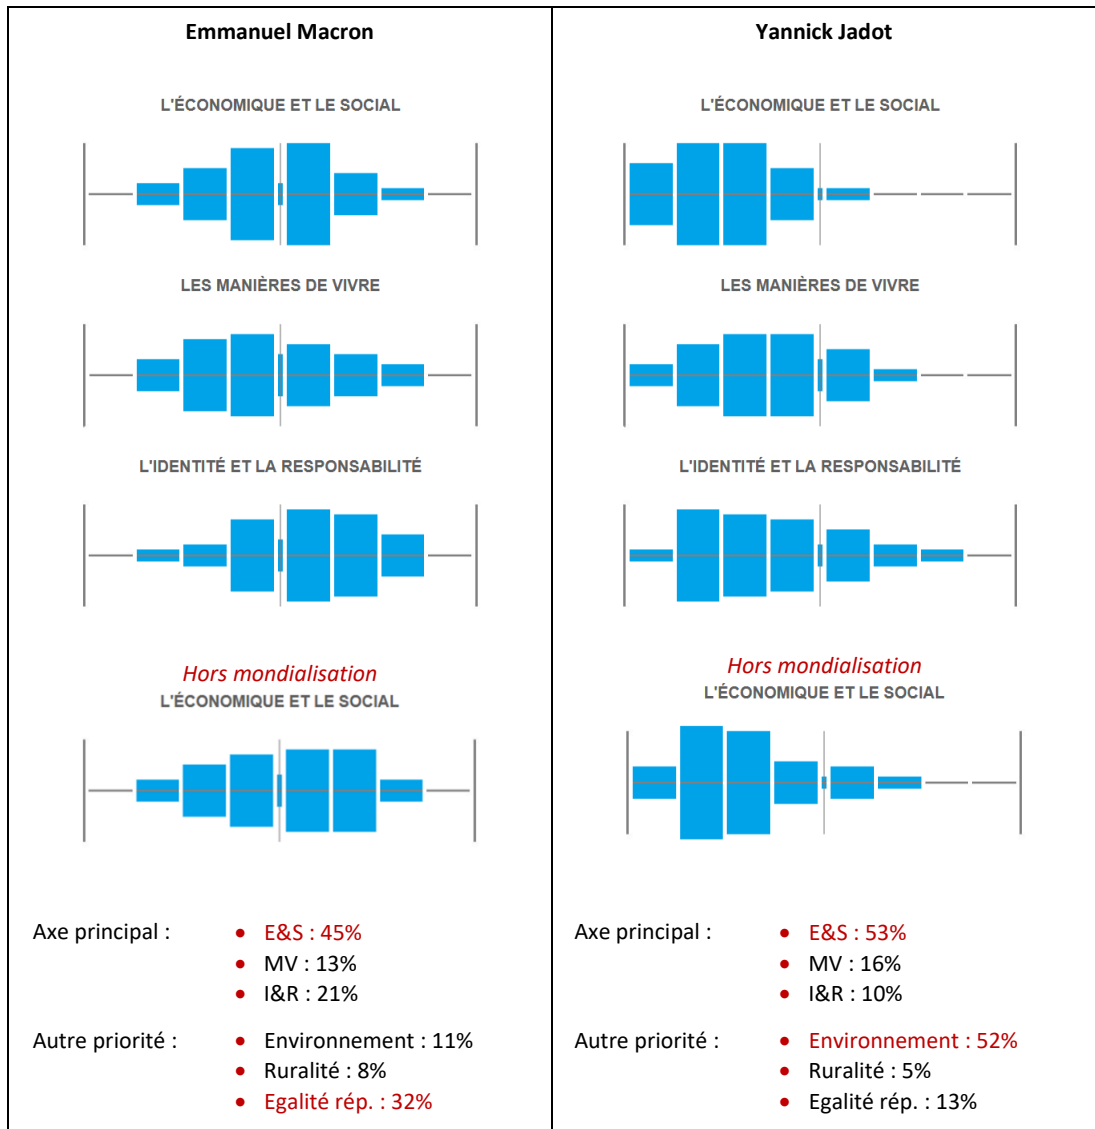 Emmanuel Macron
L'ÉCONOMIQUE ET LE SOCIAL
LES MANIÈRES DE VIVRE
L'IDENTITÉ ET LA RESPONSABILITÉ
Hors mondialisation
L'ÉCONOMIQUE ET LE SOCIAL
Axe principal :
• E&S : 45%
• MV : 13%
• I&R : 21%
Autre priorité :
• Environnement : 11%
• Ruralité : 8%
• Egalité rép. : 32%
Yannick Jadot
L'ÉCONOMIQUE ET LE SOCIAL
LES MANIÈRES DE VIVRE
L'IDENTITÉ ET LA RESPONSABILITÉ
Hors mondialisation
L'ÉCONOMIQUE ET LE SOCIAL
Axe principal :
• E&S : 53%
• MV : 16%
• I&R : 10%
Autre priorité :
• Environnement : 52%
• Ruralité : 5%
• Egalité rép. : 13%